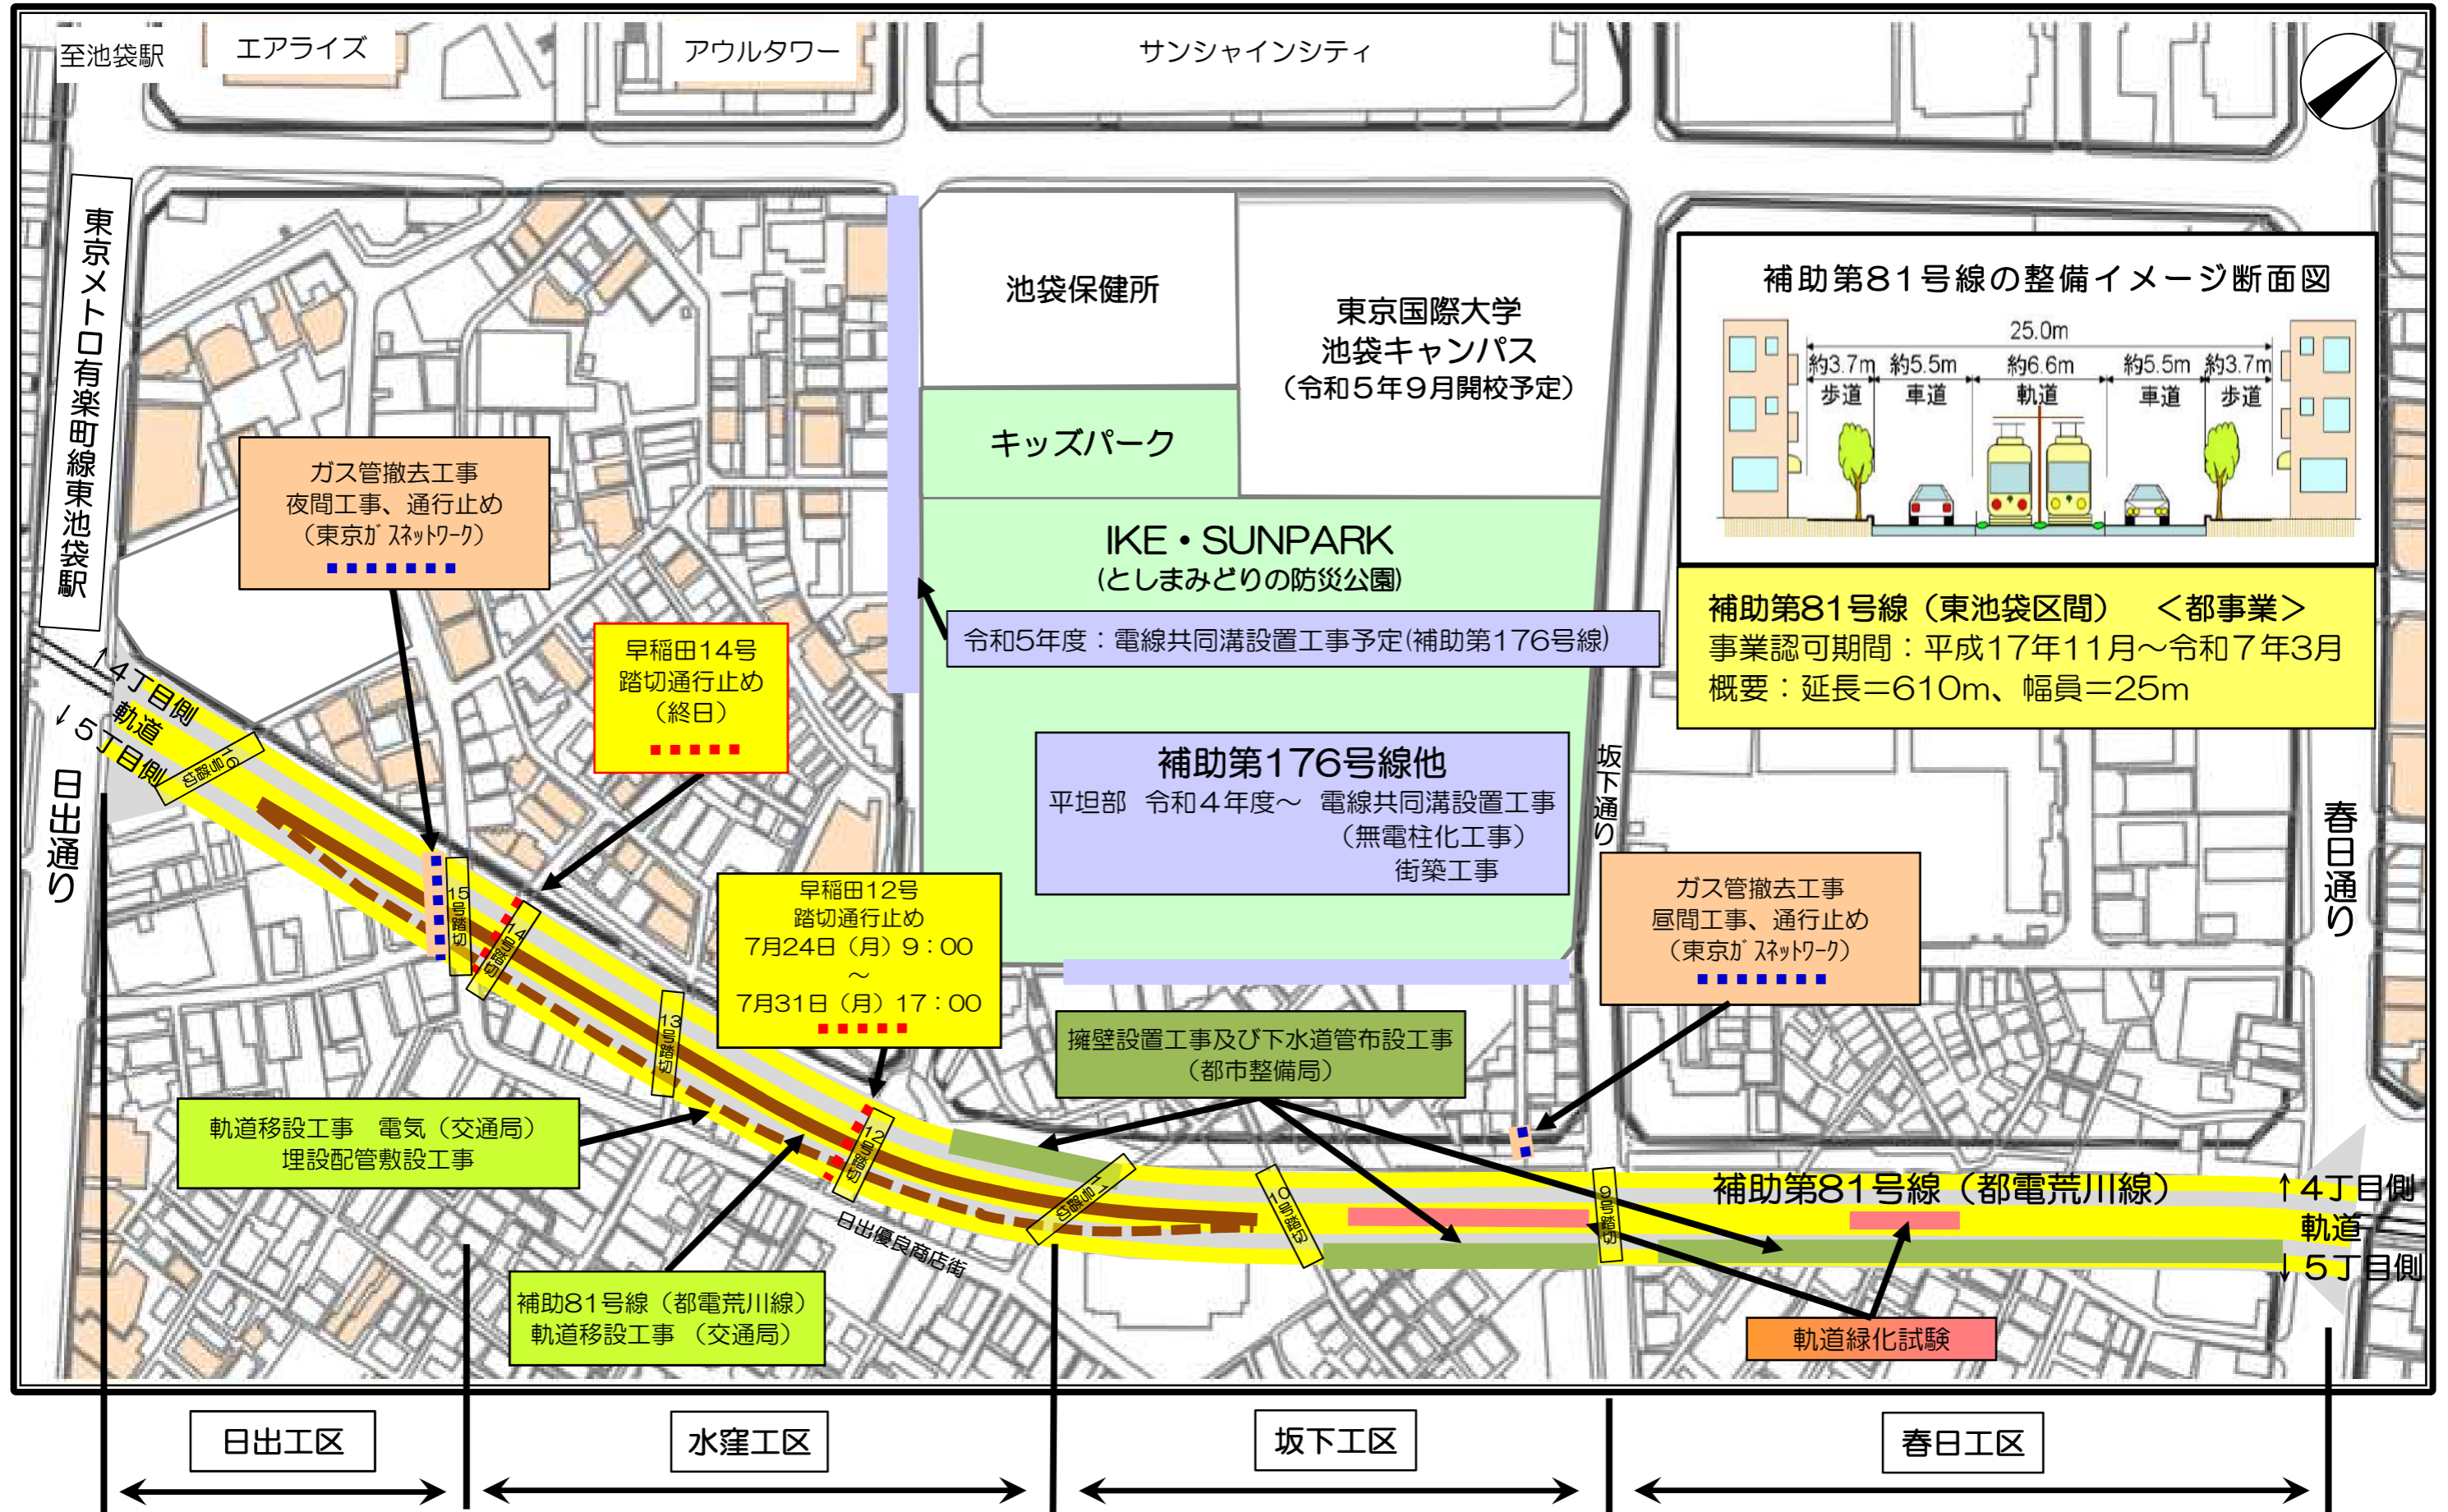 至池袋駅
エアライズ
アウルタワー
サンシャインシティ
東京メトロ有楽町線東池袋駅
池袋保健所
東京国際大学
池袋キャンパス
（令和５年９月開校予定）
キッズパーク
IKE・SUNPARK
(としまみどりの防災公園)
令和5年度：電線共同溝設置工事予定(補助第176号線)
補助第176号線他
平坦部 令和４年度～ 電線共同溝設置工事
（無電柱化工事）
街築工事
補助第81号線の整備イメージ断面図
25.0m
約3.7m 約5.5m 約6.6m 約5.5m 約3.7m
歩道 車道 軌道 車道 歩道
補助第81号線（東池袋区間） ＜都事業＞
事業認可期間：平成17年11月～令和７年3月
概要：延長＝610m、幅員＝25m
ガス管撤去工事
夜間工事、通行止め
（東京ｶﾞｽﾈｯﾄﾜｰｸ）
早稲田14号
踏切通行止め
（終日）
早稲田12号
踏切通行止め
7月24日（月）9：00
～
7月31日（月）17：00
ガス管撤去工事
昼間工事、通行止め
（東京ｶﾞｽﾈｯﾄﾜｰｸ）
擁壁設置工事及び下水道管布設工事
（都市整備局）
軌道移設工事 電気（交通局）
埋設配管敷設工事
補助81号線（都電荒川線）
軌道移設工事 （交通局）
軌道緑化試験
↑4丁目側
軌道
↓5丁目側
日出通り
坂下通り
春日通り
16号踏切
15号踏切
14号踏切
13号踏切
12号踏切
11号踏切
10号踏切
9号踏切
日出優良商店街
補助第81号線（都電荒川線）
↑4丁目側
軌道
↓5丁目側
日出工区
水窪工区
坂下工区
春日工区